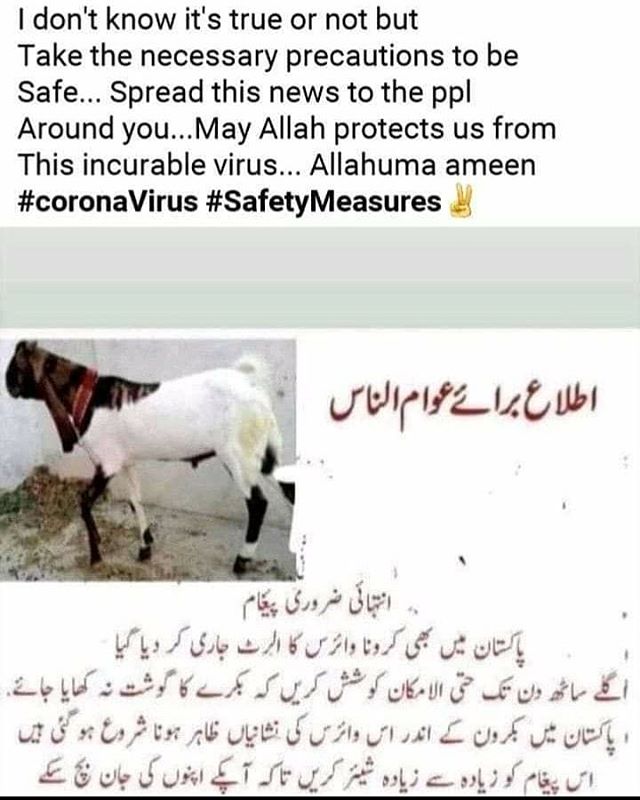 I don't know it's true or not but
Take the necessary precautions to be
Safe... Spread this news to the ppl
Around you...May Allah protects us from
This incurable virus... Allahuma ameen
#coronaVirus #SafetyMeasures ✌
اطلاع برائے عوام الناس
انتہائی ضروری پیغام
پاکستان میں بھی کرونا وائرس کا الرٹ جاری کر دیا گیا
اگلے ساٹھ دن تک حتی الامکان کوشش کریں کہ بکرے کا گوشت نہ کھایا جائے.
پاکستان میں بکروں کے اندر اس وائرس کی نشانیاں ظاہر ہونا شروع ہو گئی ہیں
اس پیغام کو زیادہ سے زیادہ شیئر کریں تاکہ آپکے اپنوں کی جان بچ سکے